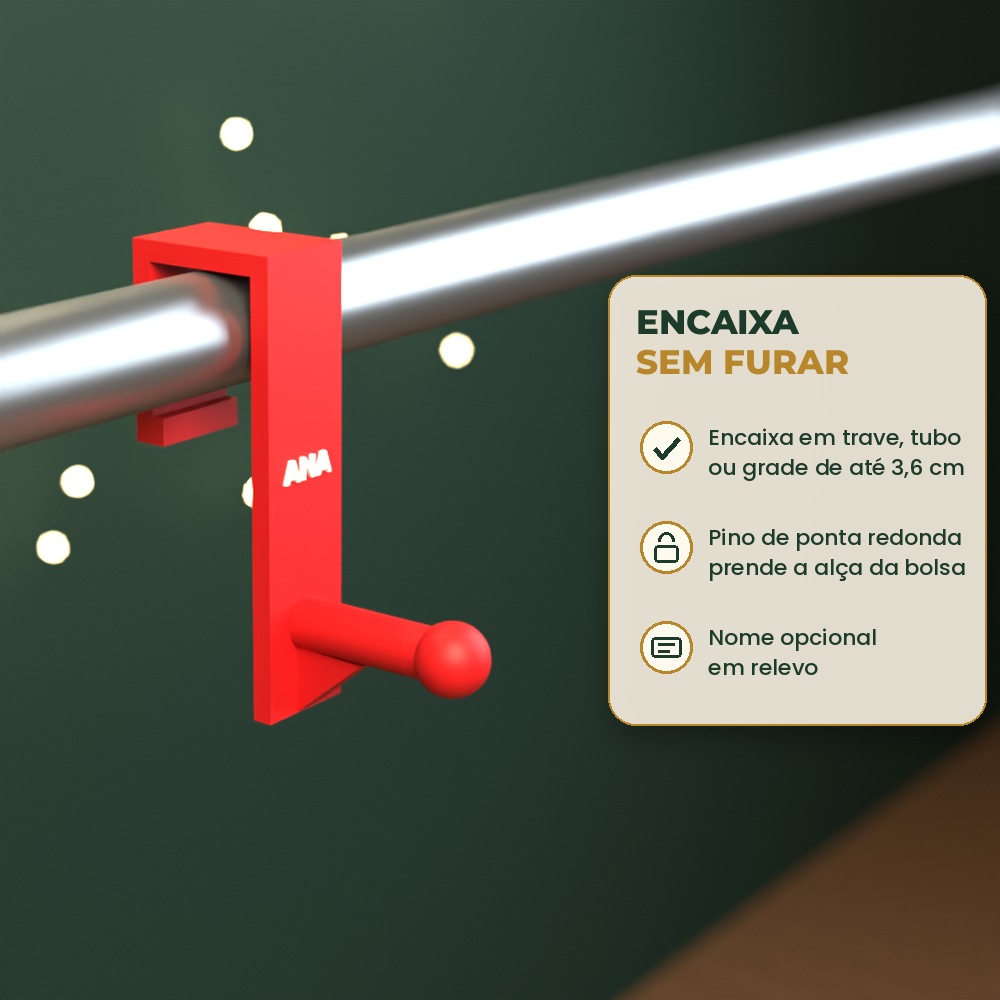 ANA
ENCAIXA
SEM FURAR
Encaixa em trave, tubo
ou grade de até 3,6 cm
Pino de ponta redonda
prende a alça da bolsa
Nome opcional
em relevo